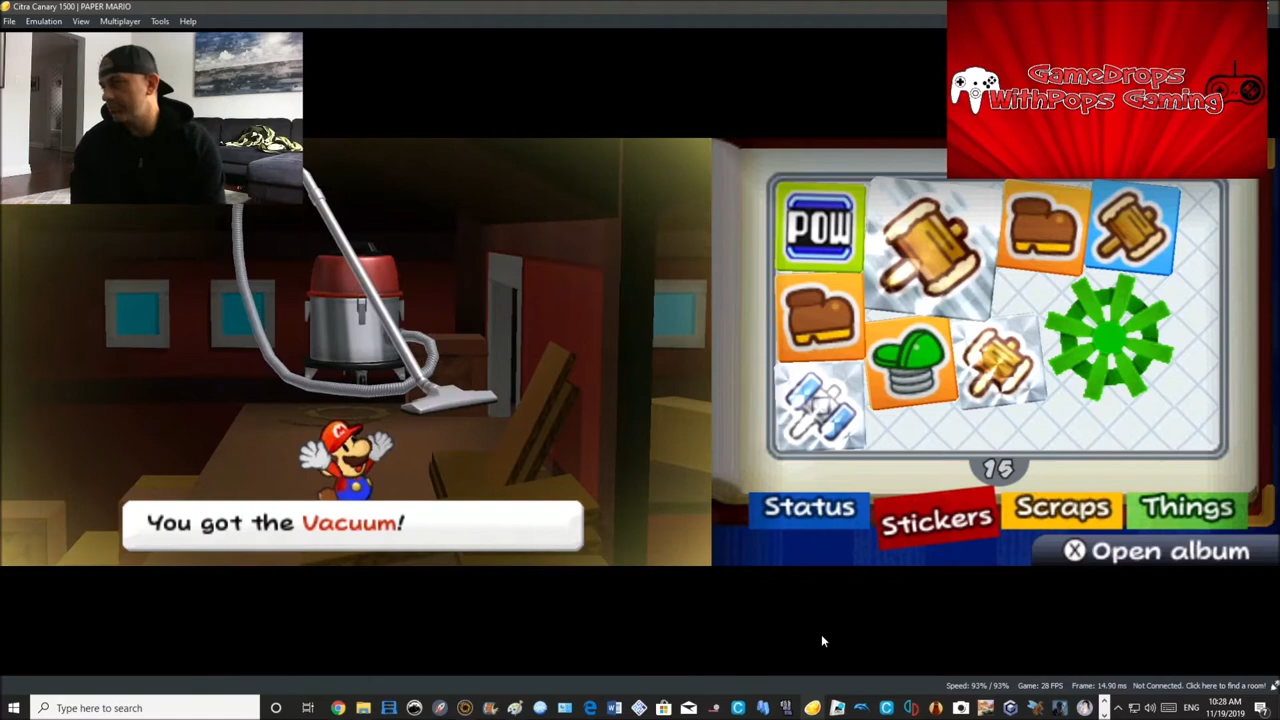 Citra Canary 1500 | PAPER MARIO
File Emulation View Multiplayer Tools Help
GameDrops
WithPops Gaming
POW
You got the Vacuum!
15
Status Stickers Scraps Things
X Open album
Speed: 93% / 93% Game: 28 FPS Frame: 14.90 ms Not Connected. Click here to find a room!
Type here to search
ENG
10:28 AM
11/19/2019